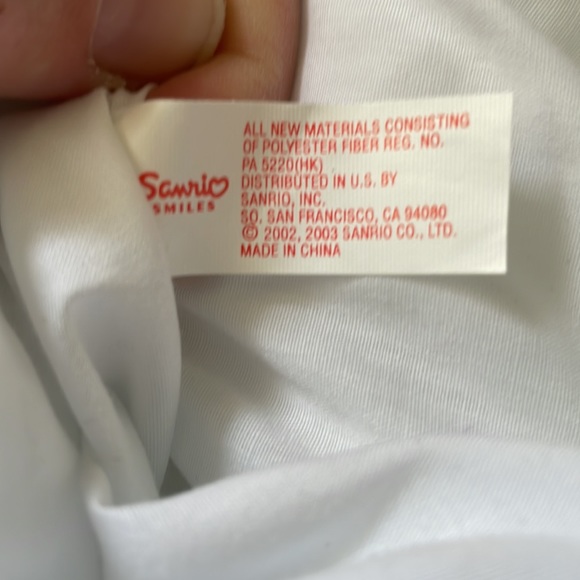 Sanrio
SMILES
ALL NEW MATERIALS CONSISTING
OF POLYESTER FIBER REG. NO.
PA 5220(HK)
DISTRIBUTED IN U.S. BY
SANRIO, INC.
SO. SAN FRANCISCO, CA 94080
© 2002, 2003 SANRIO CO., LTD.
MADE IN CHINA